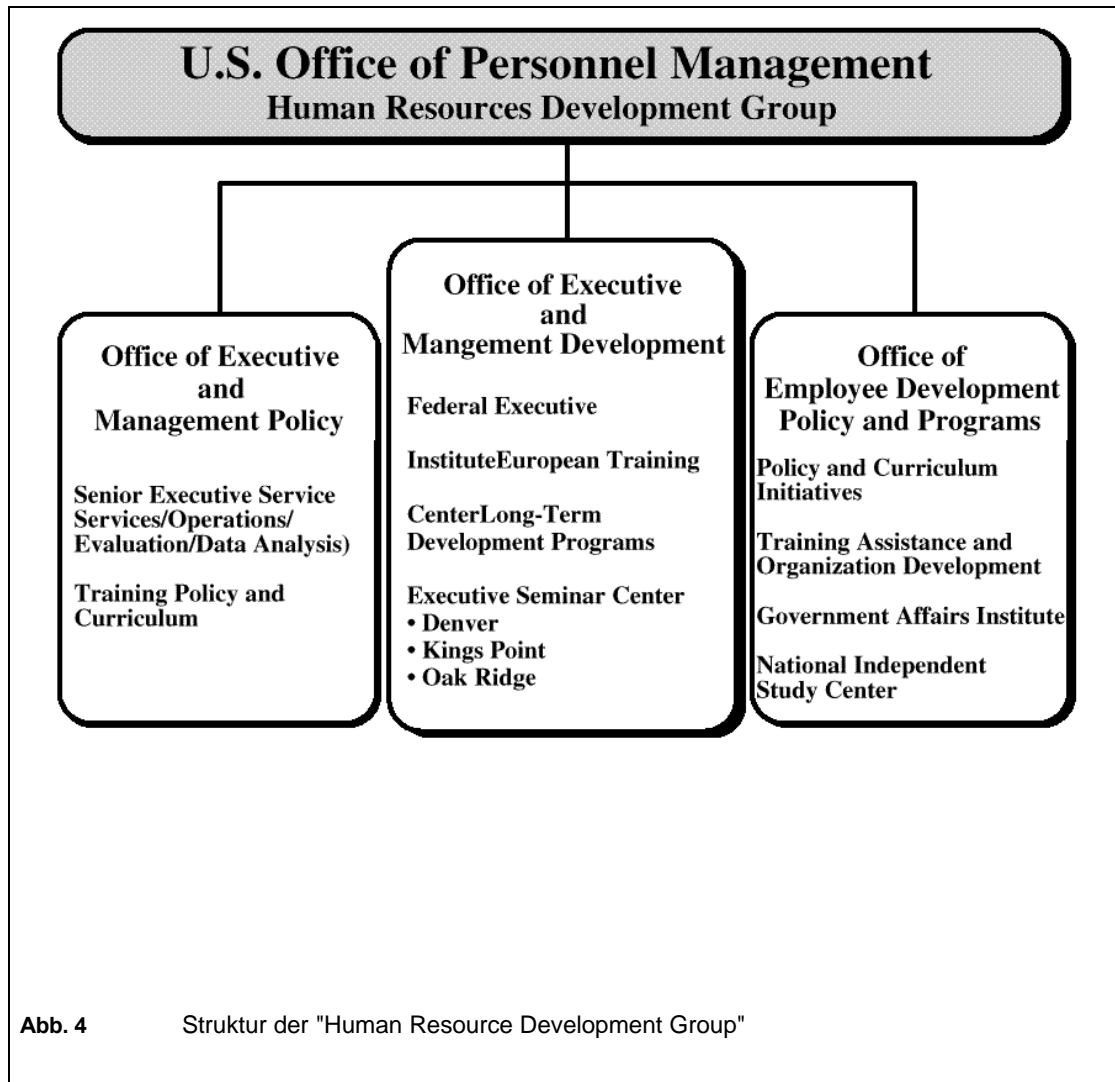 U.S. Office of Personnel Management
Human Resources Development Group
Office of Executive
and
Management Policy
Senior Executive Service
Services/Operations/
Evaluation/Data Analysis)
Training Policy and
Curriculum
Office of Executive
and
Mangement Development
Federal Executive
InstituteEuropean Training
CenterLong-Term
Development Programs
Executive Seminar Center
• Denver
• Kings Point
• Oak Ridge
Office of
Employee Development
Policy and Programs
Policy and Curriculum
Initiatives
Training Assistance and
Organization Development
Government Affairs Institute
National Independent
Study Center
Abb. 4 Struktur der "Human Resource Development Group"